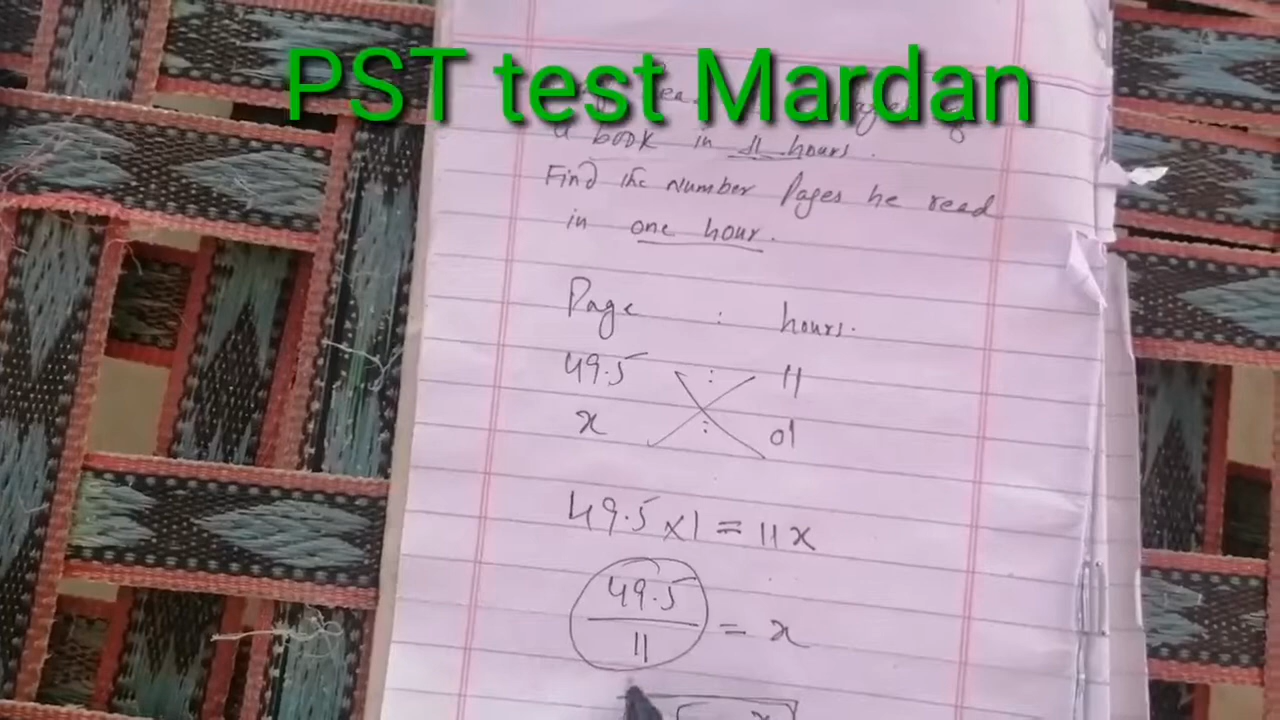 PST test Mardan
a book in 11 hours.
Find the number Pages he read
in one hour.
Page : hours.
49.5 : 11
x : 01
49.5 x 1 = 11x
49.5
11
= x
x